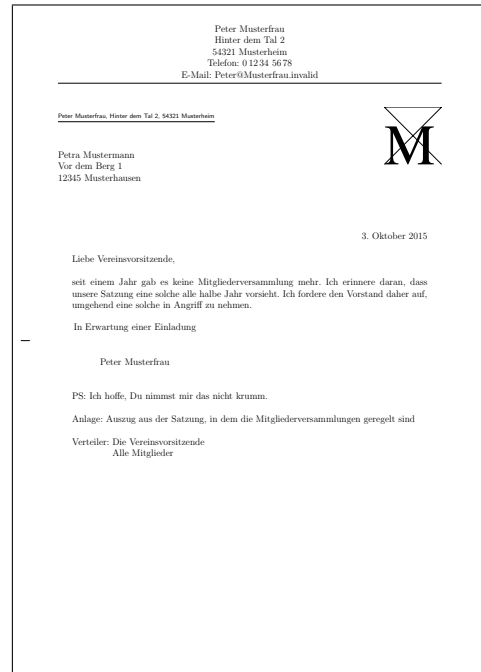 Peter Musterfrau
Hinter dem Tal 2
54321 Musterheim
Telefon: 0 12 34 56 78
E-Mail: Peter@Musterfrau.invalid
Peter Musterfrau, Hinter dem Tal 2, 54321 Musterheim
M
Petra Mustermann
Vor dem Berg 1
12345 Musterhausen
3. Oktober 2015
Liebe Vereinsvorsitzende,
seit einem Jahr gab es keine Mitgliederversammlung mehr. Ich erinnere daran, dass
unsere Satzung eine solche alle halbe Jahr vorsieht. Ich fordere den Vorstand daher auf,
umgehend eine solche in Angriff zu nehmen.
In Erwartung einer Einladung
Peter Musterfrau
PS: Ich hoffe, Du nimmst mir das nicht krumm.
Anlage: Auszug aus der Satzung, in dem die Mitgliederversammlungen geregelt sind
Verteiler: Die Vereinsvorsitzende
Alle Mitglieder